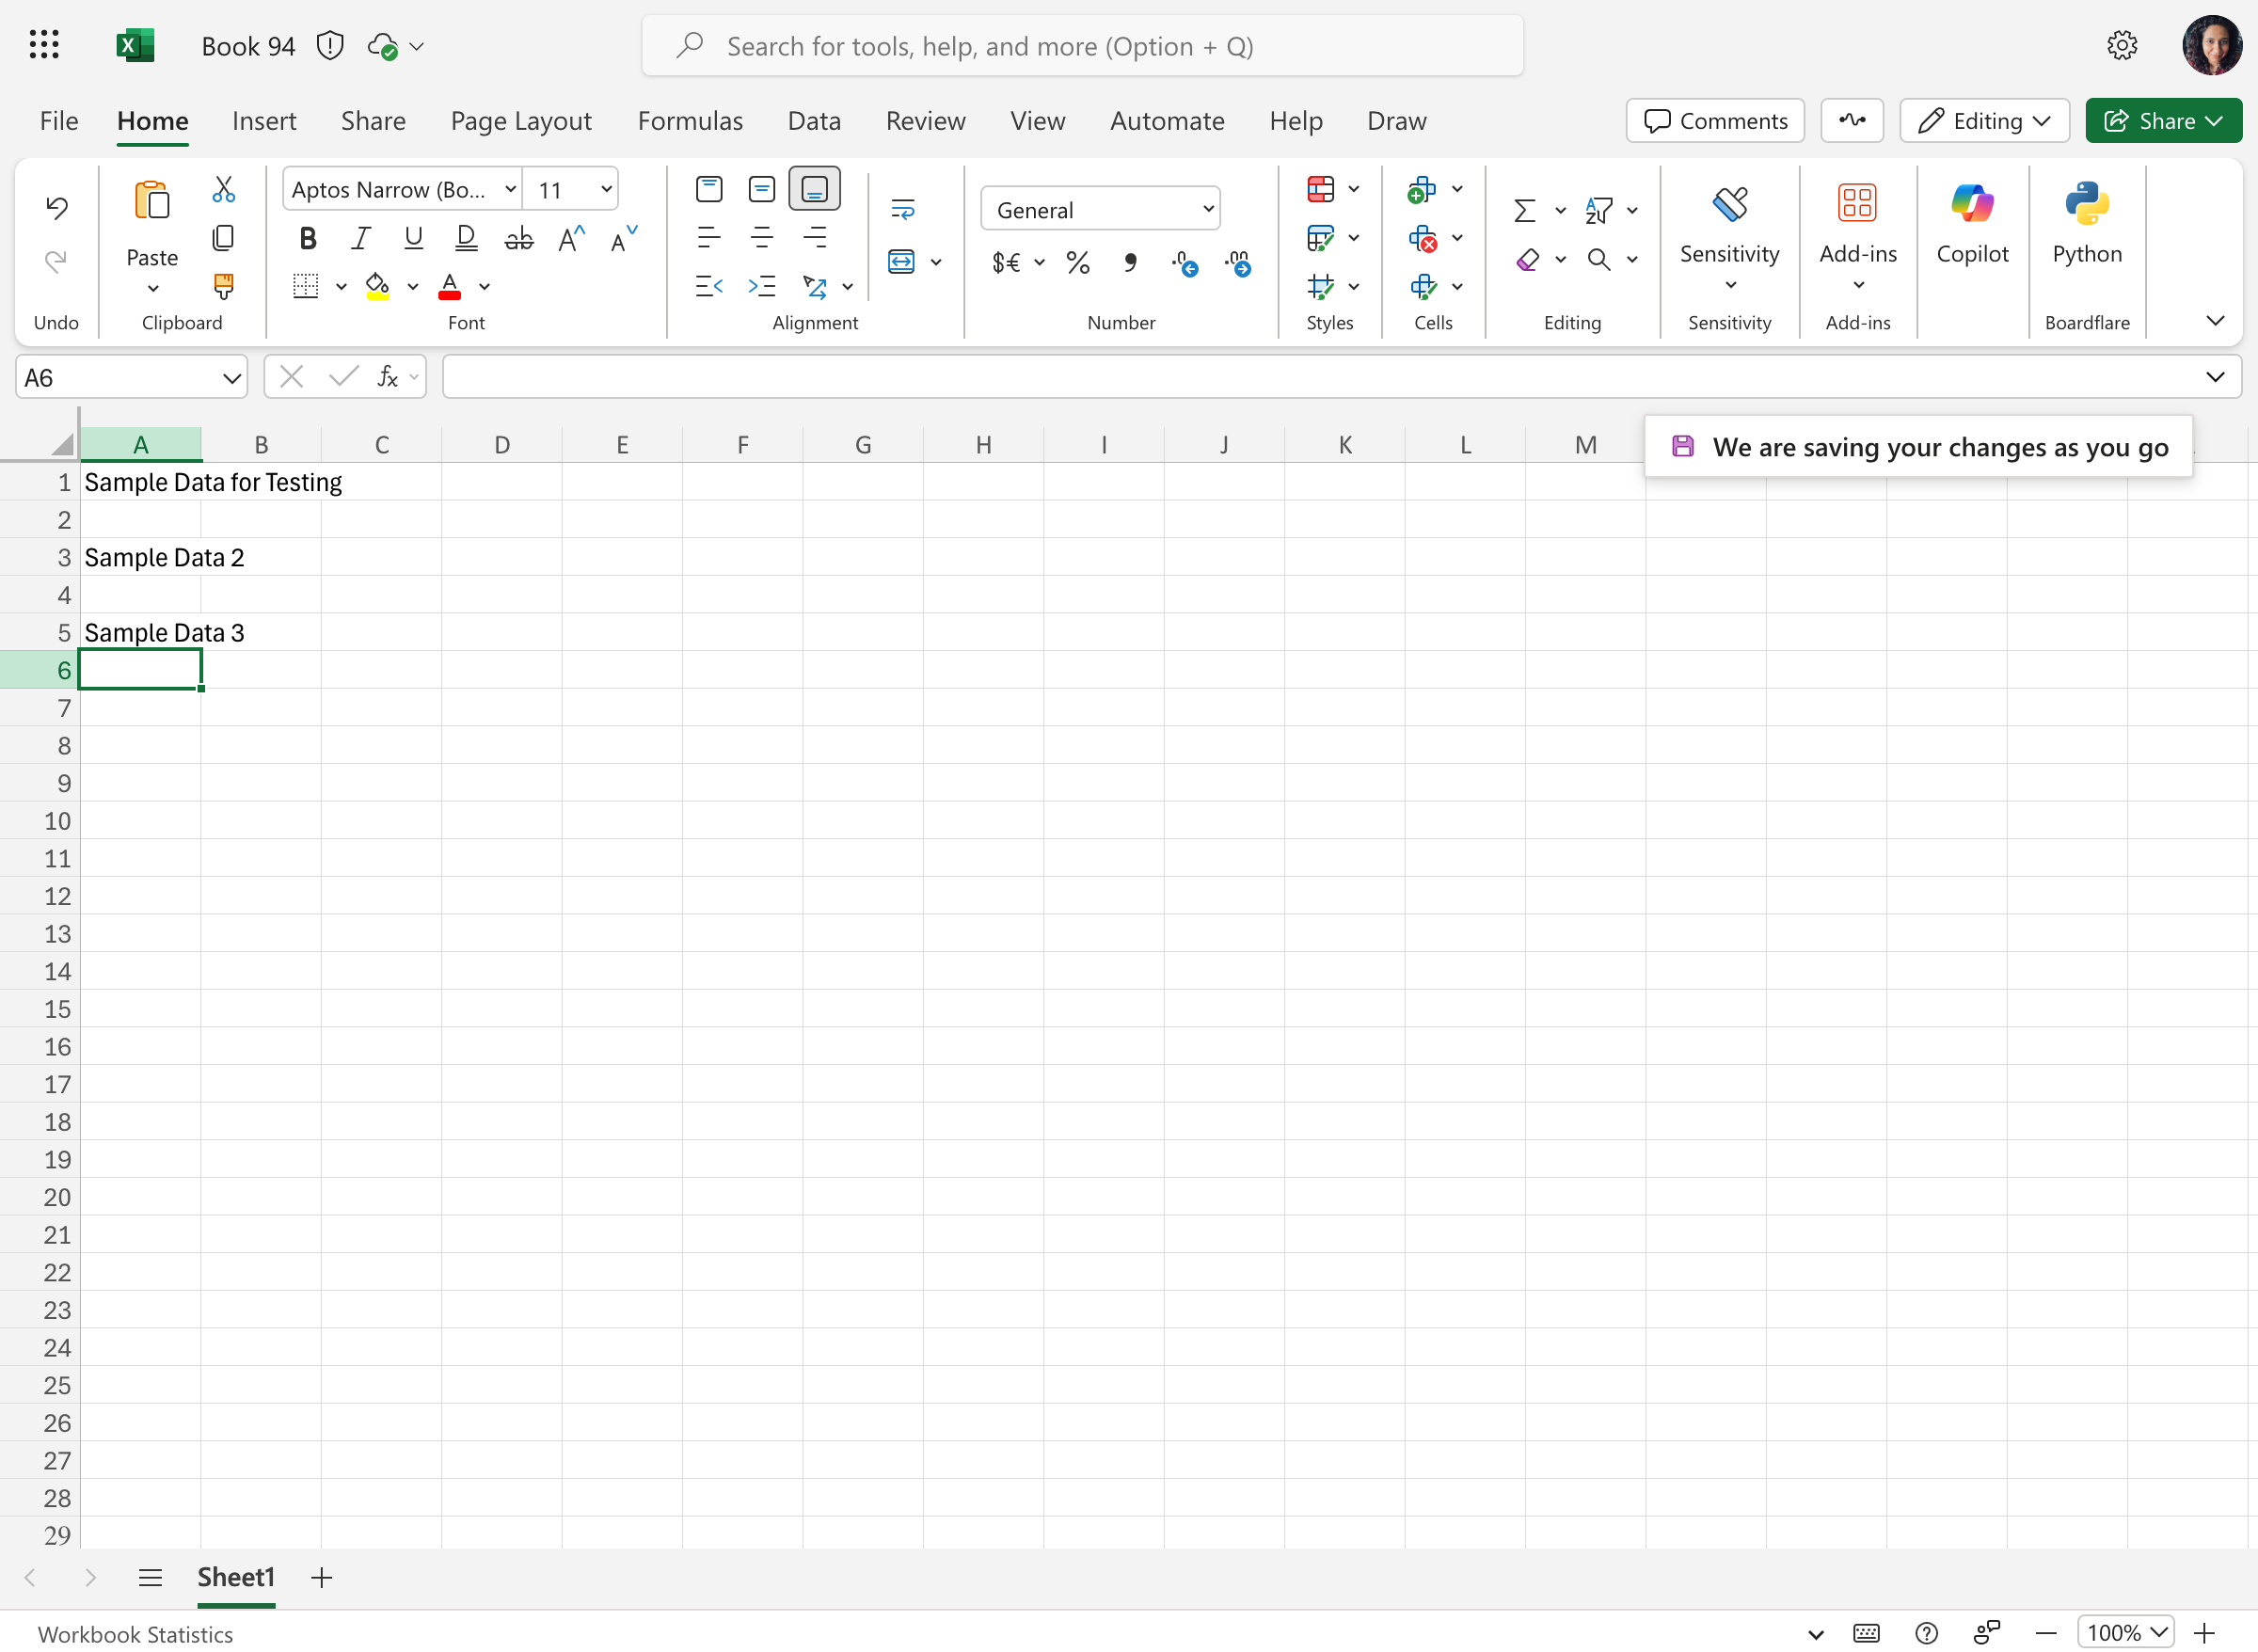 Book 94
Search for tools, help, and more (Option + Q)
File Home Insert Share Page Layout Formulas Data Review View Automate Help Draw
Comments Editing Share
Aptos Narrow (Bo... 11
General
Paste
Sensitivity Add-ins Copilot Python
Undo Clipboard Font Alignment Number Styles Cells Editing Sensitivity Add-ins Boardflare
A6
fx
A B C D E F G H I J K L M
We are saving your changes as you go
1 Sample Data for Testing
2
3 Sample Data 2
4
5 Sample Data 3
6
7
8
9
10
11
12
13
14
15
16
17
18
19
20
21
22
23
24
25
26
27
28
29
Sheet1
Workbook Statistics
100%